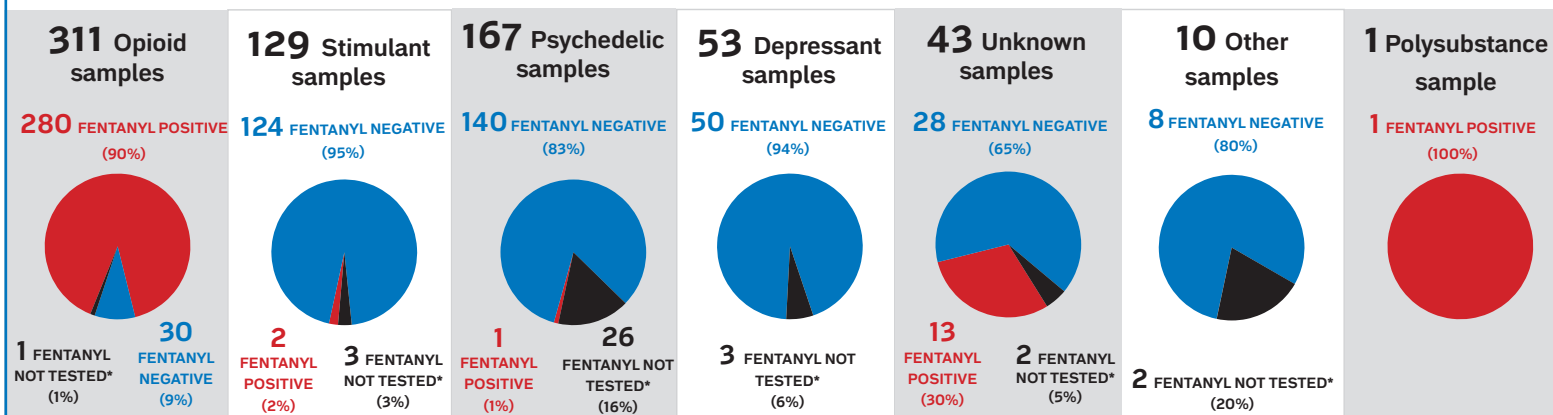 311 Opioid
samples
280 FENTANYL POSITIVE
(90%)
1 FENTANYL
NOT TESTED*
(1%)
30
FENTANYL
NEGATIVE
(9%)
129 Stimulant
samples
124 FENTANYL NEGATIVE
(95%)
2
FENTANYL
POSITIVE
(2%)
3 FENTANYL
NOT TESTED*
(3%)
167 Psychedelic
samples
140 FENTANYL NEGATIVE
(83%)
1
FENTANYL
POSITIVE
(1%)
26
FENTANYL NOT
TESTED*
(16%)
53 Depressant
samples
50 FENTANYL NEGATIVE
(94%)
3 FENTANYL NOT
TESTED*
(6%)
43 Unknown
samples
28 FENTANYL NEGATIVE
(65%)
13
FENTANYL
POSITIVE
(30%)
2 FENTANYL
NOT TESTED*
(5%)
10 Other
samples
8 FENTANYL NEGATIVE
(80%)
2 FENTANYL NOT TESTED*
(20%)
1 Polysubstance
sample
1 FENTANYL POSITIVE
(100%)